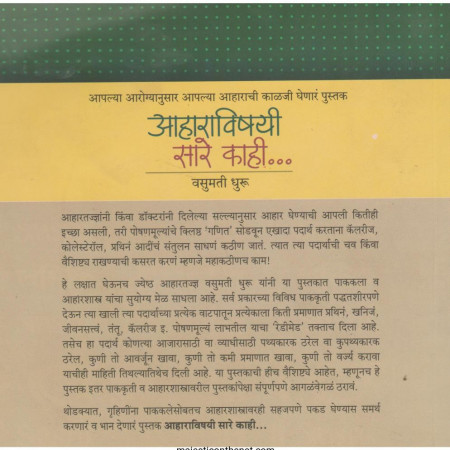 आपल्या आरोग्यानुसार आपल्या आहाराची काळजी घेणारं पुस्तक
आहाराविषयी
सारे काही...
वसुमती धुरू
आहारतज्ज्ञांनी किंवा डॉक्टरांनी दिलेल्या सल्ल्यानुसार आहार घेण्याची आपली कितीही
इच्छा असली, तरी पोषणमूल्यांचे क्लिष्ठ ‘गणित’ सोडवून एखादा पदार्थ करताना कॅलरीज,
कोलेस्टेरॉल, प्रथिनं आदींचं संतुलन साधणं कठीण जातं. त्यात त्या पदार्थाची चव किंवा
वैशिष्ट्य राखण्याची कसरत करणं म्हणजे महाकठीणच काम!
हे लक्षात घेऊनच ज्येष्ठ आहारतज्ज्ञ वसुमती धुरू यांनी या पुस्तकात पाककला व
आहारशास्त्र यांचा सुयोग्य मेळ साधला आहे. सर्व प्रकारच्या विविध पाककृती पद्धतशीरपणे
देऊन त्या खाली त्या पदार्थाच्या प्रत्येक वाटपातून प्रत्येकाला किती प्रमाणात प्रथिनं, खनिजं,
जीवनसत्त्वं, तंतू, कॅलरीज इ. पोषणमूल्यं लाभतील याचा ‘रेडीमेड’ तक्ताच दिला आहे.
तसेच हा पदार्थ कोणत्या आजारासाठी वा व्याधीसाठी पथ्यकारक ठरेल वा कुपथ्यकारक
ठरेल, कुणी तो आवर्जून खावा, कुणी तो कमी प्रमाणात खावा, कुणी तो वर्ज्य करावा
याचीही माहिती तिथल्यातिथेच दिली आहे. या पुस्तकाची हीच वैशिष्ट्ये आहेत, म्हणूनच हे
पुस्तक इतर पाककृती व आहारशास्त्रावरील पुस्तकांपेक्षा संपूर्णपणे आगळंवेगळं ठरावं.
थोडक्यात, गृहिणींना पाककलेसोबतच आहारशास्त्रावरही सहजपणे पकड घेण्यास समर्थ
करणारं व भान देणारं पुस्तक आहाराविषयी सारे काही...
majesticonthenet.com